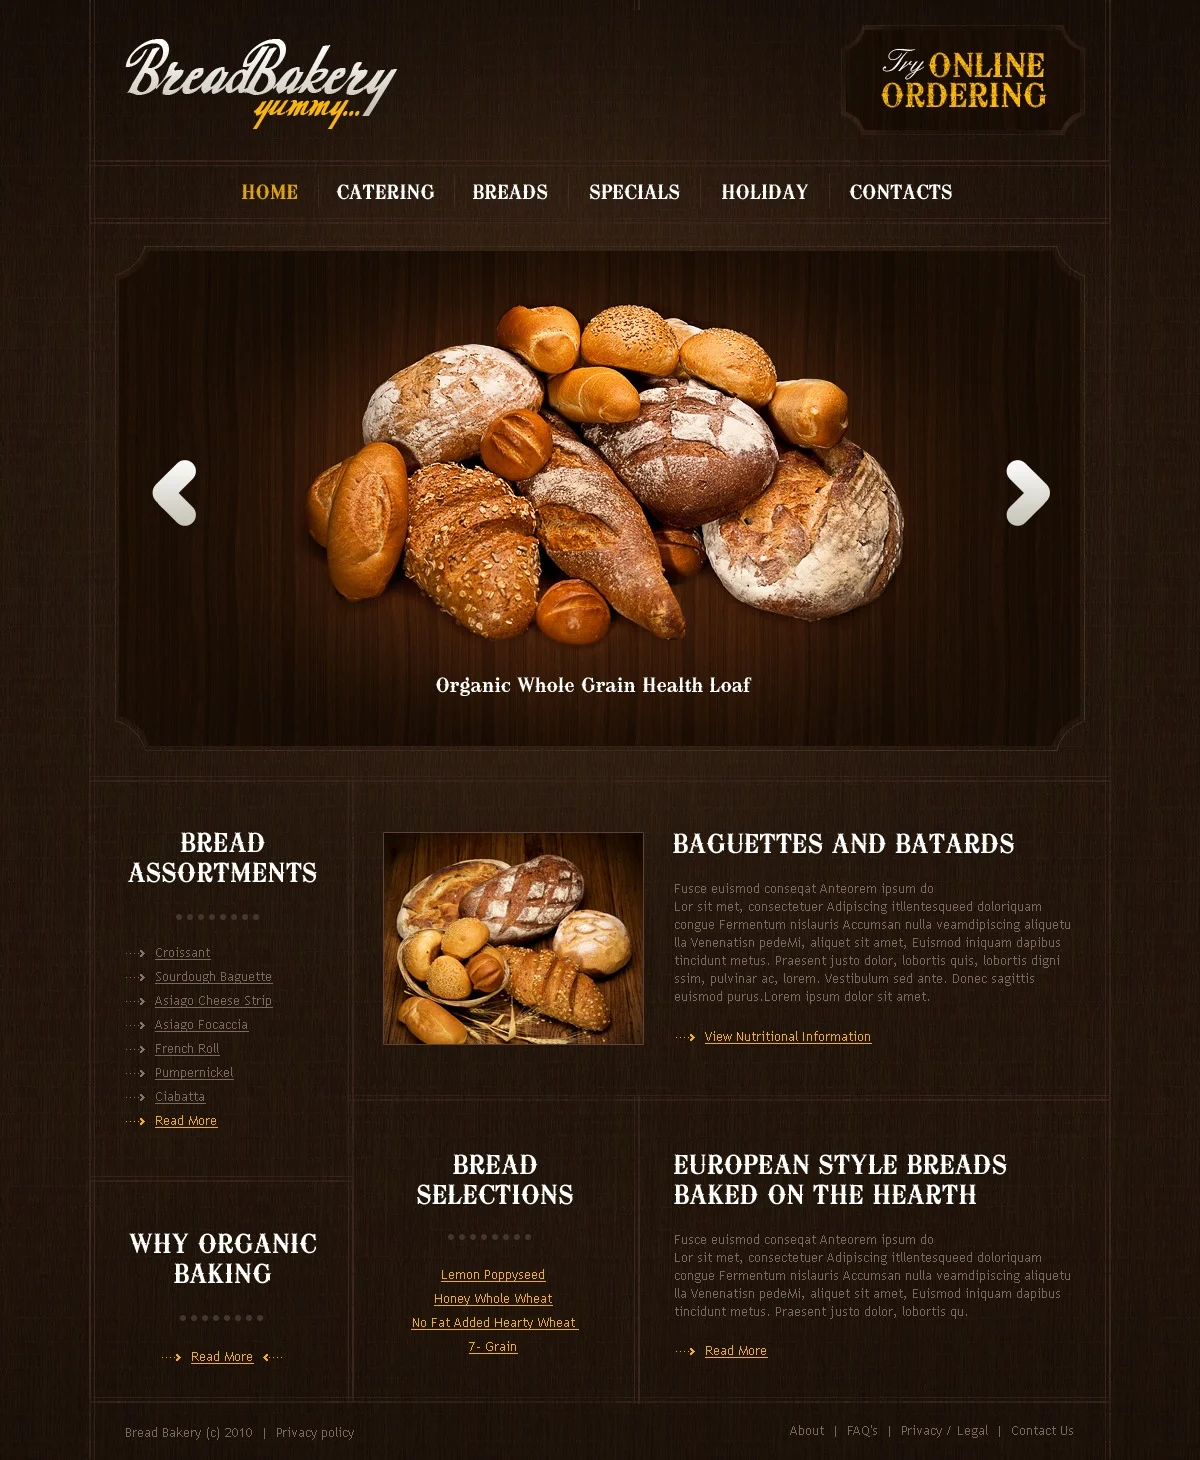 BreadBakery
yummy...
Try ONLINE
ORDERING
HOME CATERING BREADS SPECIALS HOLIDAY CONTACTS
Organic Whole Grain Health Loaf
BREAD
ASSORTMENTS
Croissant
Sourdough Baguette
Asiago Cheese Strip
Asiago Focaccia
French Roll
Pumpernickel
Ciabatta
Read More
WHY ORGANIC
BAKING
Read More
BAGUETTES AND BATARDS
Fusce euismod conseqat Anteorem ipsum do
Lor sit met, consectetuer Adipiscing itllentesqueed doloriquam
congue Fermentum nislauris Accumsan nulla veamdipiscing aliquetu
lla Venenatisn pedeMi, aliquet sit amet, Euismod iniquam dapibus
tincidunt metus. Praesent justo dolor, lobortis quis, lobortis digni
ssim, pulvinar ac, lorem. Vestibulum sed ante. Donec sagittis
euismod purus.Lorem ipsum dolor sit amet.
View Nutritional Information
BREAD
SELECTIONS
Lemon Poppyseed
Honey Whole Wheat
No Fat Added Hearty Wheat
7- Grain
EUROPEAN STYLE BREADS
BAKED ON THE HEARTH
Fusce euismod conseqat Anteorem ipsum do
Lor sit met, consectetuer Adipiscing itllentesqueed doloriquam
congue Fermentum nislauris Accumsan nulla veamdipiscing aliquetu
lla Venenatisn pedeMi, aliquet sit amet, Euismod iniquam dapibus
tincidunt metus. Praesent justo dolor, lobortis qu.
Read More
Bread Bakery (c) 2010 | Privacy policy
About | FAQ's | Privacy / Legal | Contact Us